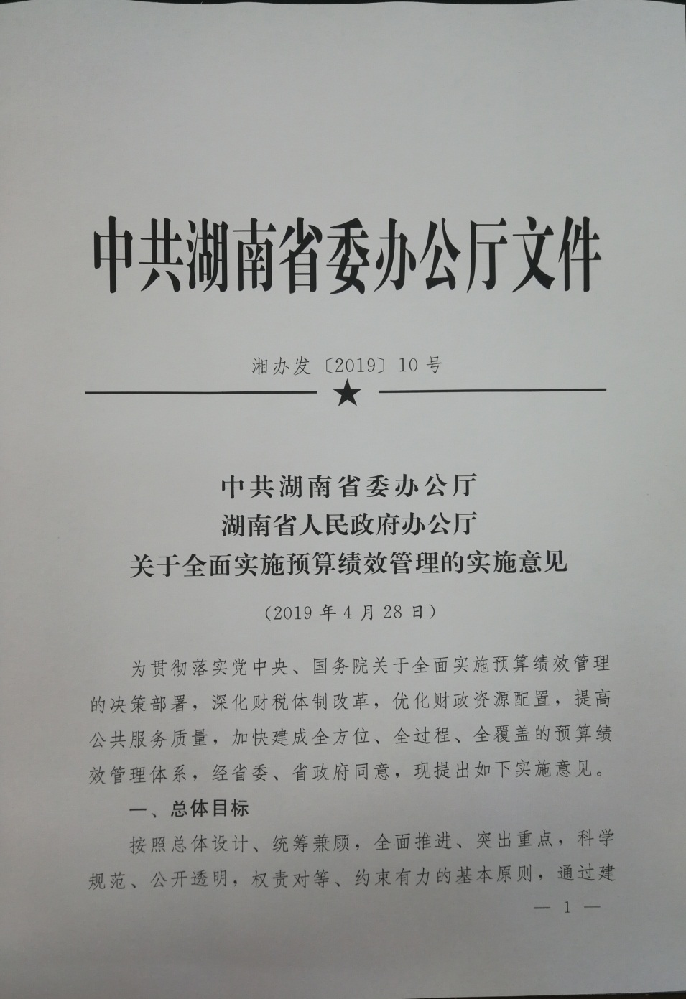 中共湖南省委办公厅文件
湘办发〔2019〕10号
中共湖南省委办公厅
湖南省人民政府办公厅
关于全面实施预算绩效管理的实施意见
（2019年4月28日）
为贯彻落实党中央、国务院关于全面实施预算绩效管理
的决策部署，深化财税体制改革，优化财政资源配置，提高
公共服务质量，加快建成全方位、全过程、全覆盖的预算绩
效管理体系，经省委、省政府同意，现提出如下实施意见。
一、总体目标
按照总体设计、统筹兼顾，全面推进、突出重点，科学
规范、公开透明，权责对等、约束有力的基本原则，通过建
— 1 —